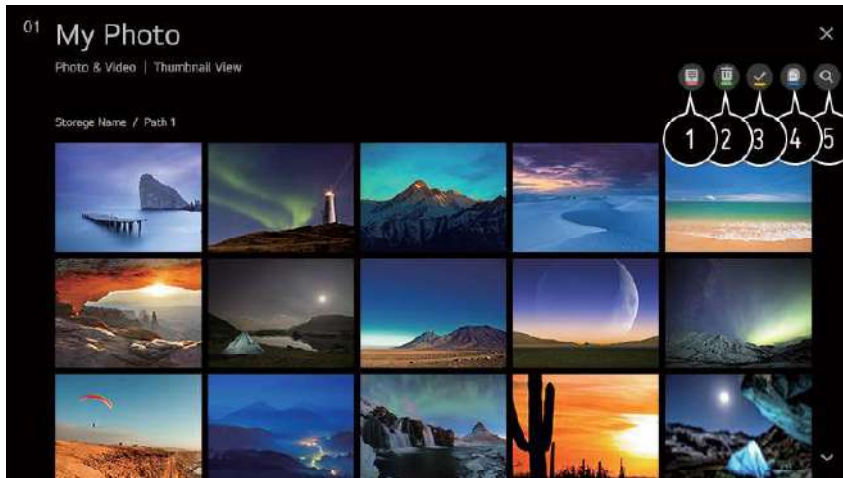 01
My Photo
Photo & Video | Thumbnail View
Storage Name / Path 1
1 2 3 4 5